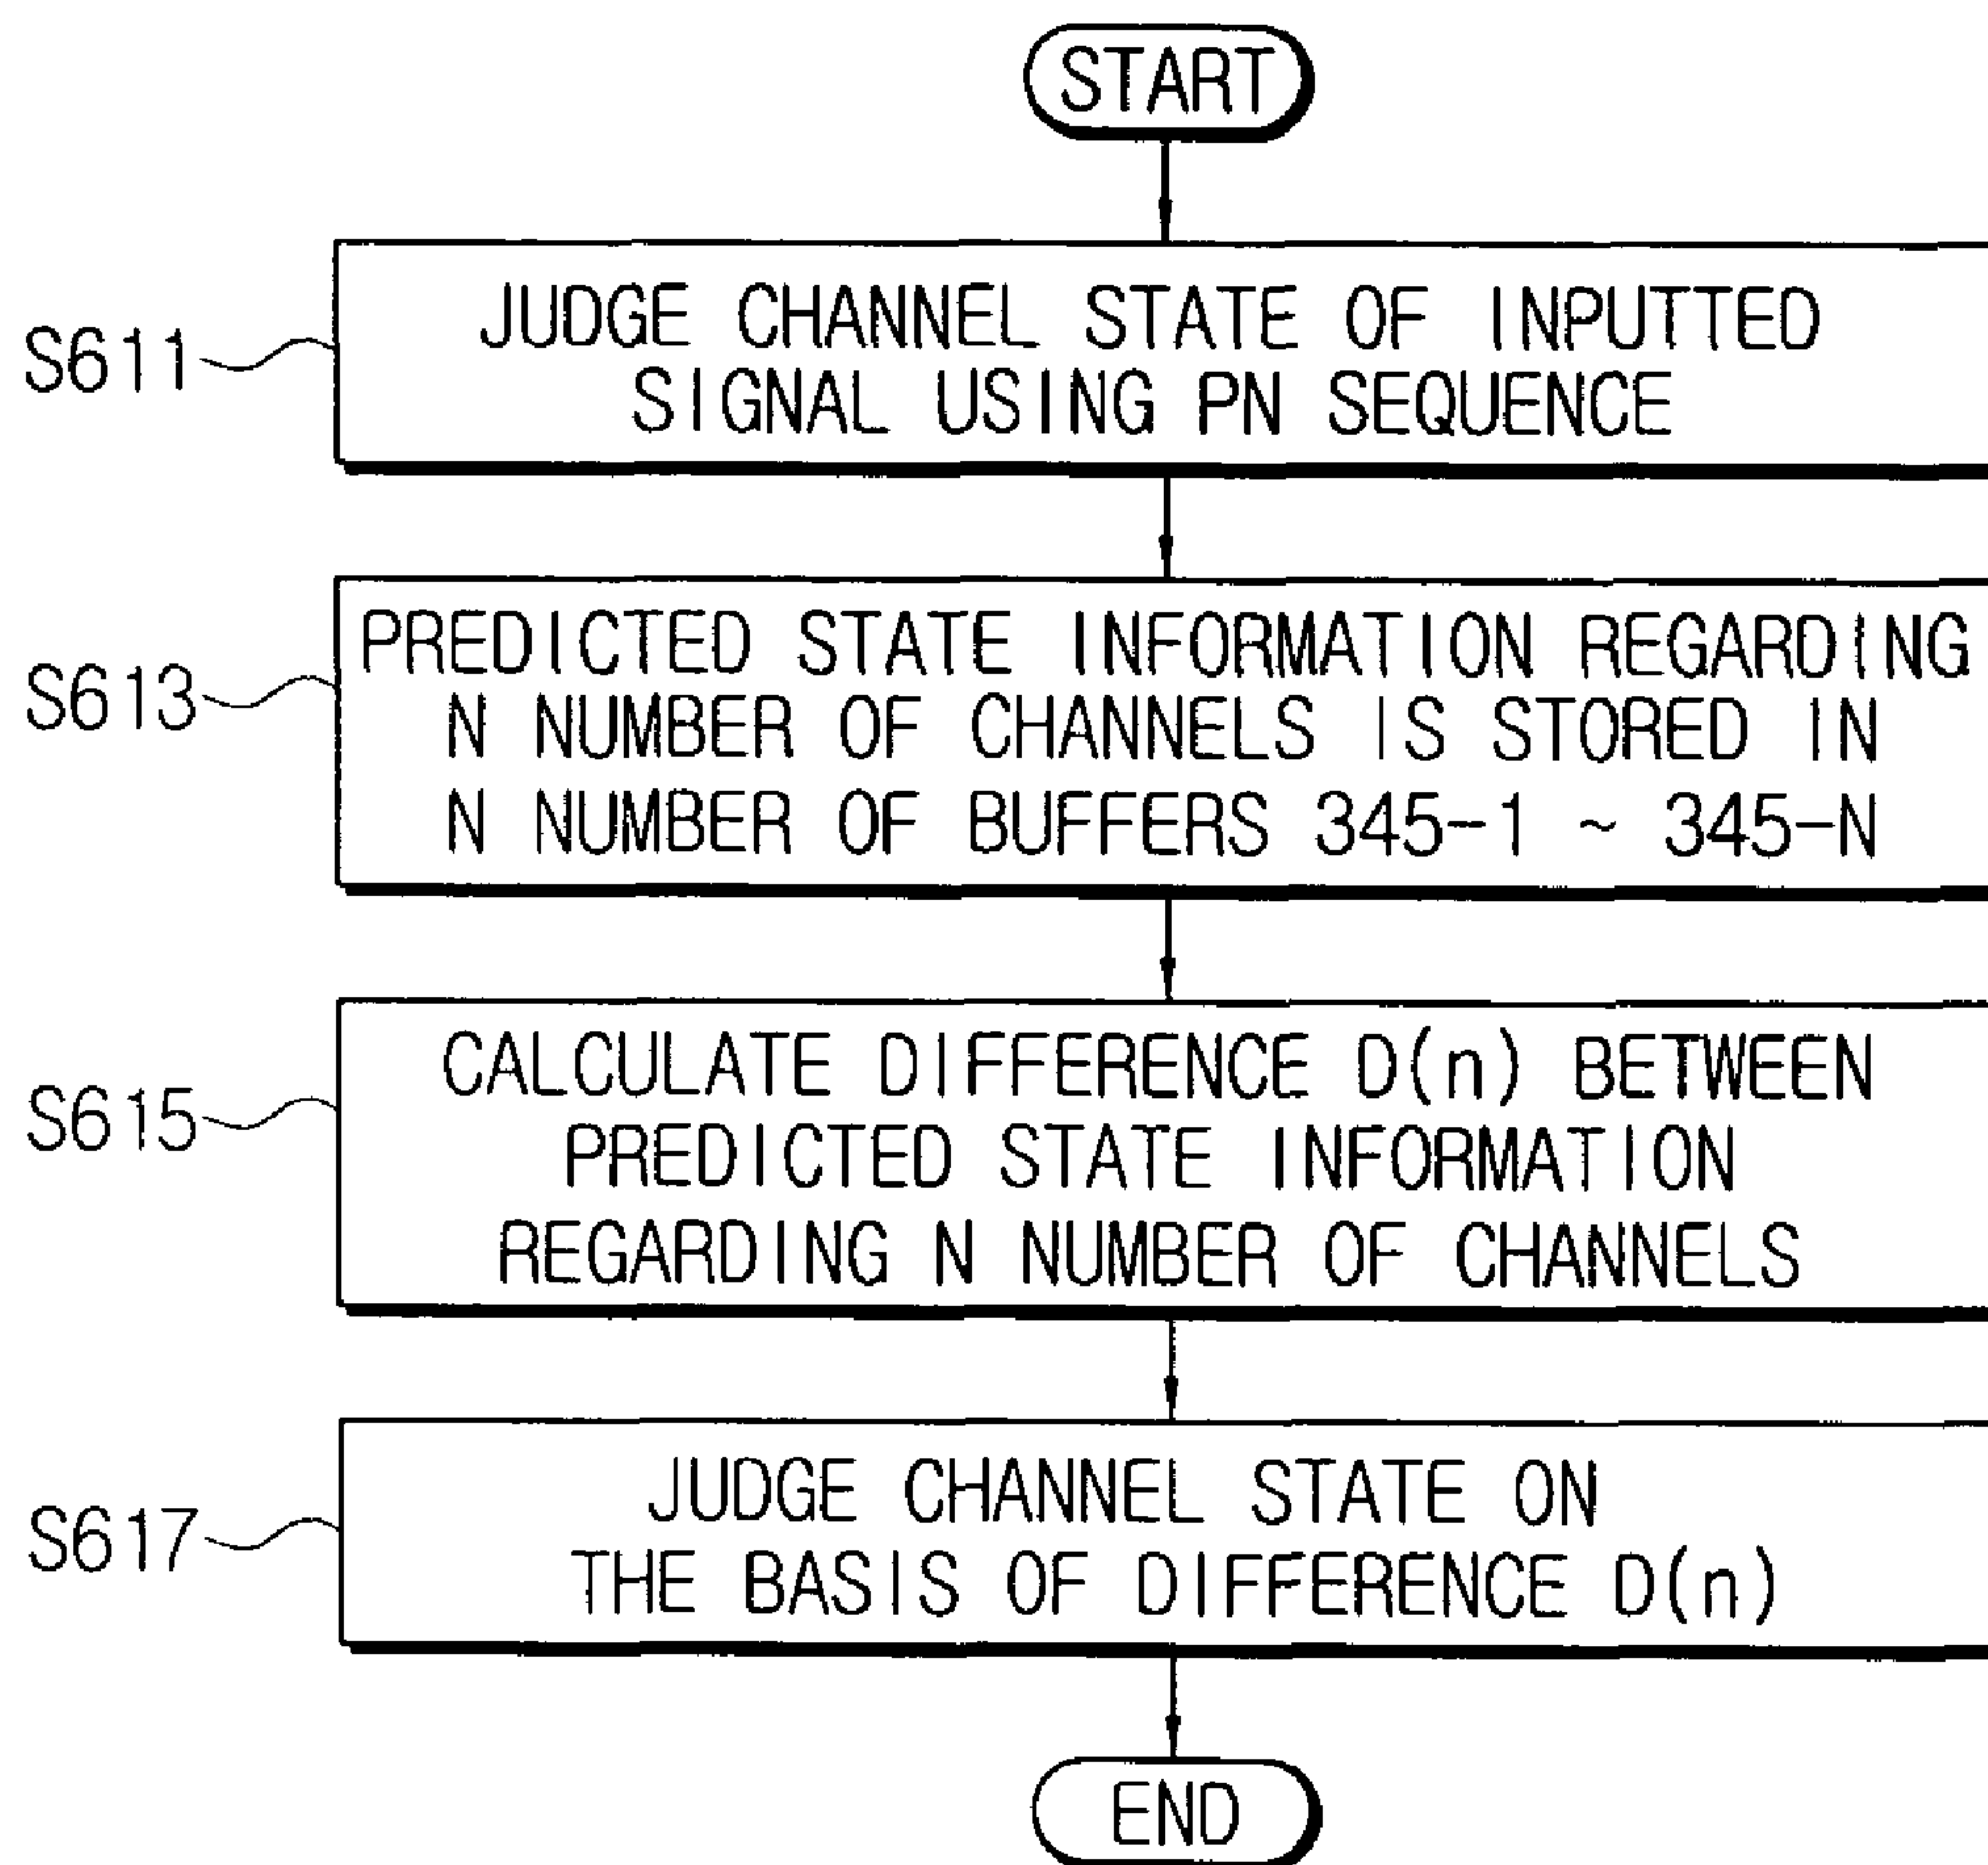 START
S611
JUDGE CHANNEL STATE OF INPUTTED
SIGNAL USING PN SEQUENCE
S613
PREDICTED STATE INFORMATION REGARDING
N NUMBER OF CHANNELS IS STORED IN
N NUMBER OF BUFFERS 345-1 ~ 345-N
S615
CALCULATE DIFFERENCE D(n) BETWEEN
PREDICTED STATE INFORMATION
REGARDING N NUMBER OF CHANNELS
S617
JUDGE CHANNEL STATE ON
THE BASIS OF DIFFERENCE D(n)
END